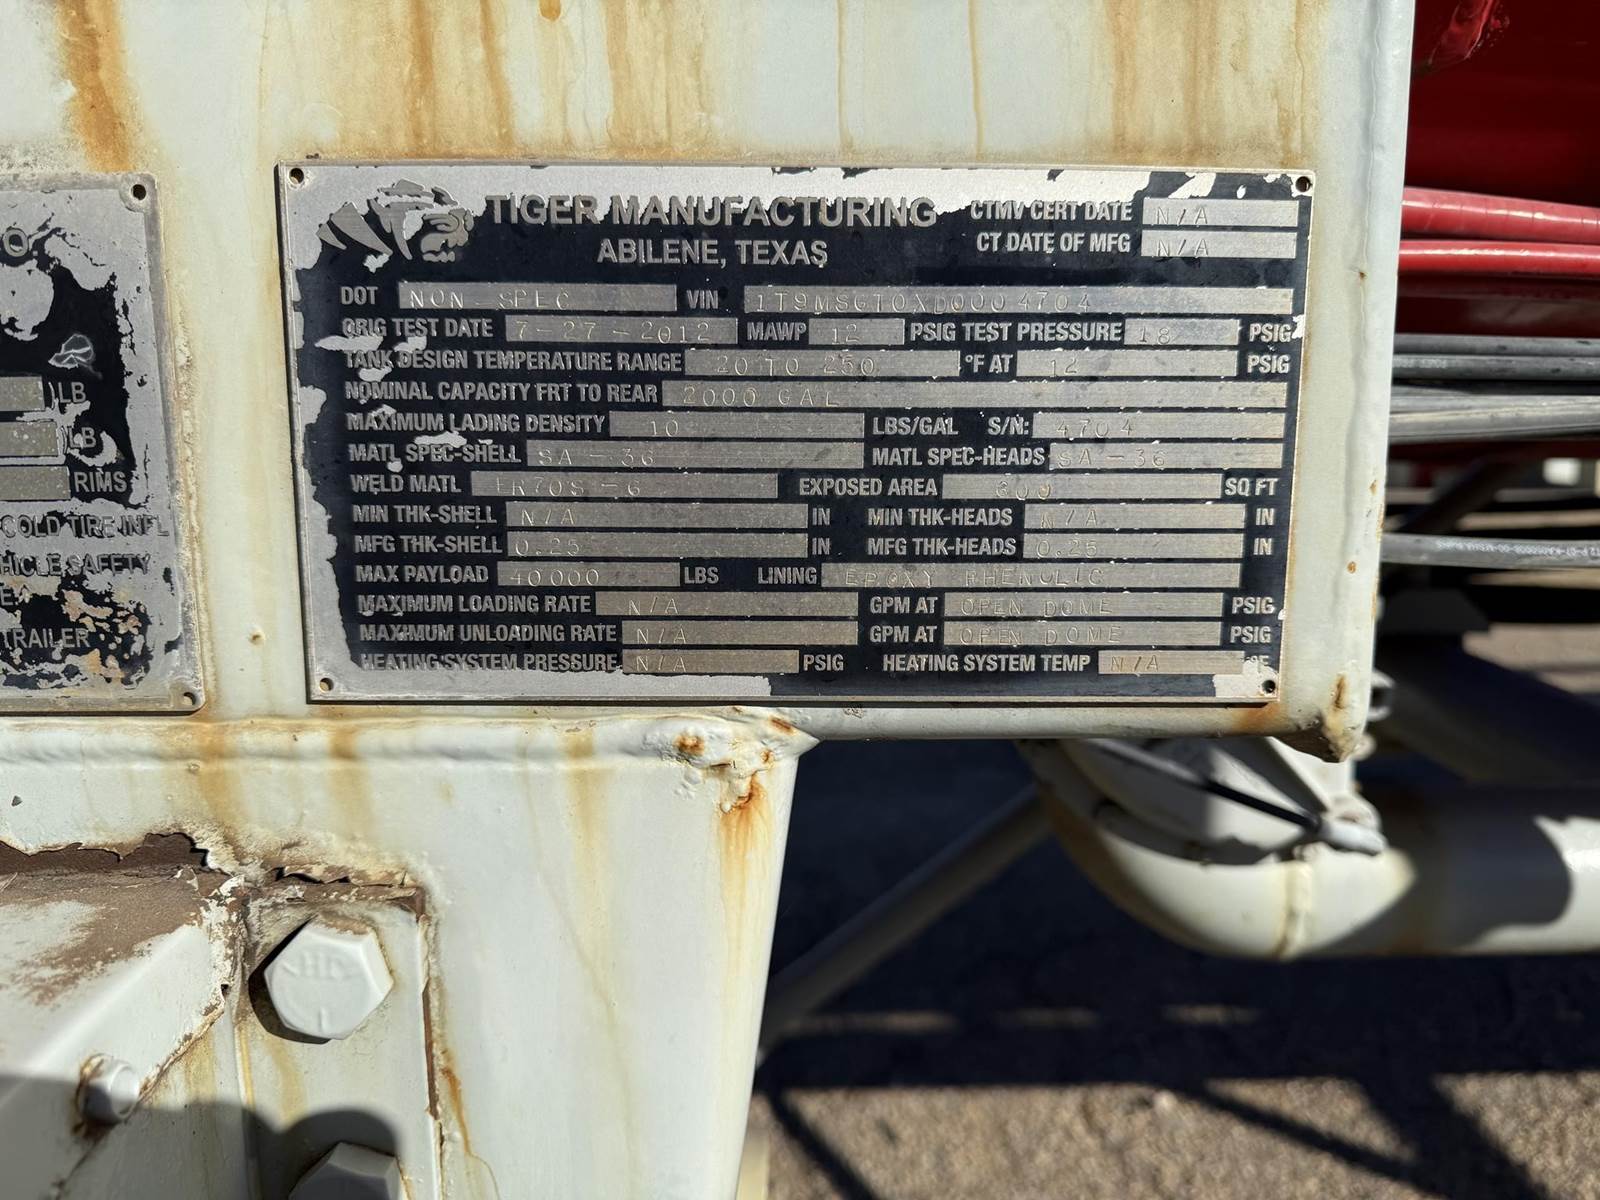 TIGER MANUFACTURING
ABILENE, TEXAS
CTMV CERT DATE N/A
CT DATE OF MFG N/A
DOT NON-SPEC VIN 1T9MS6T0XD0004704
ORIG TEST DATE 7-27-2012 MAWP 12 PSIG TEST PRESSURE 18 PSIG
TANK DESIGN TEMPERATURE RANGE 20 TO 250 °F AT 12 PSIG
NOMINAL CAPACITY FRT TO REAR 2000 GAL
MAXIMUM LADING DENSITY 10 LBS/GAL S/N: 4704
MATL SPEC-SHELL SA-36 MATL SPEC-HEADS SA-36
WELD MATL ER70S-6 EXPOSED AREA 600 SQ FT
MIN THK-SHELL N/A IN MIN THK-HEADS N/A IN
MFG THK-SHELL 0.25 IN MFG THK-HEADS 0.25 IN
MAX PAYLOAD 40000 LBS LINING EPOXY PHENOLIC
MAXIMUM LOADING RATE N/A GPM AT OPEN DOME PSIG
MAXIMUM UNLOADING RATE N/A GPM AT OPEN DOME PSIG
HEATING SYSTEM PRESSURE N/A PSIG HEATING SYSTEM TEMP N/A °F
)LB
)LB
RIMS
COLD TIRE INFL
HICLE SAFETY
TRAILER